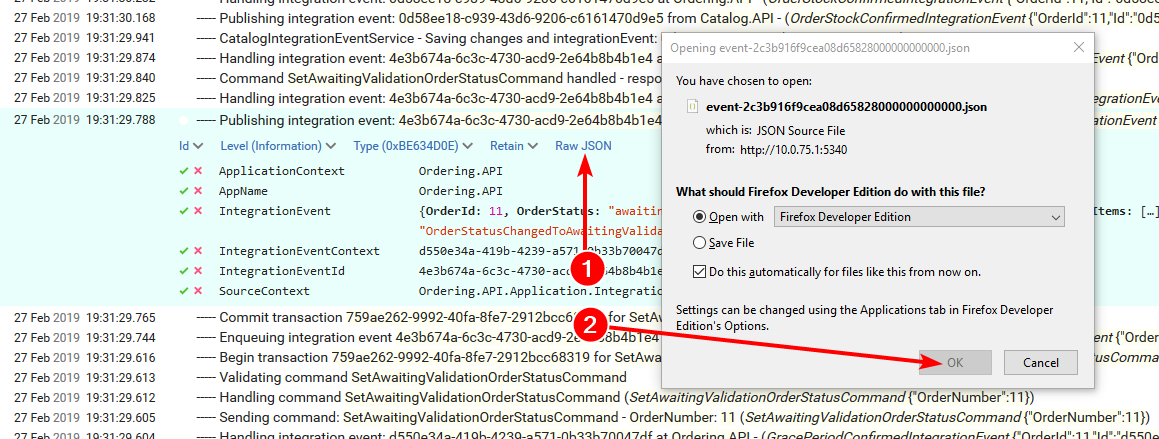 27 Feb 2019 19:31:30.168 ----- Publishing integration event: 0d58ee18-c939-43d6-9206-c6161470d9e5 from Catalog.API - (OrderStockConfirmedIntegrationEvent {"OrderId":11,"Id":"0d5
27 Feb 2019 19:31:29.941 ----- CatalogIntegrationEventService - Saving changes and integrationEvent:
27 Feb 2019 19:31:29.874 ----- Handling integration event: 4e3b674a-6c3c-4730-acd9-2e64b8b4b1e4 a Event {"Ord
27 Feb 2019 19:31:29.840 ----- Command SetAwaitingValidationOrderStatusCommand handled - respo
27 Feb 2019 19:31:29.825 ----- Handling integration event: 4e3b674a-6c3c-4730-acd9-2e64b8b4b1e4 a
27 Feb 2019 19:31:29.788 ----- Publishing integration event: 4e3b674a-6c3c-4730-acd9-2e64b8b4b1e4
Id Level (Information) Type (0xBE634D0E) Retain Raw JSON
ApplicationContext Ordering.API
AppName Ordering.API
IntegrationEvent {OrderId: 11, OrderStatus: "awaitin Items: […]
"OrderStatusChangedToAwaitingValida
IntegrationEventContext d550e34a-419b-4239-a571-0b33b70047d
IntegrationEventId 4e3b674a-6c3c-4730-ac 64b8b4b1e
SourceContext Ordering.API.Application.Integratio
1
27 Feb 2019 19:31:29.765 ----- Commit transaction 759ae262-9992-40fa-8fe7-2912bcc6 for SetAwa
2
27 Feb 2019 19:31:29.744 ----- Enqueuing integration event 4e3b674a-6c3c-4730-acd9-2e64b8b4b1e4 t {"Orde
27 Feb 2019 19:31:29.616 ----- Begin transaction 759ae262-9992-40fa-8fe7-2912bcc68319 for SetAwai tatusComman
27 Feb 2019 19:31:29.613 ----- Validating command SetAwaitingValidationOrderStatusCommand
27 Feb 2019 19:31:29.612 ----- Handling command SetAwaitingValidationOrderStatusCommand (SetAwaitingValidationOrderStatusCommand {"OrderNumber":11})
27 Feb 2019 19:31:29.605 ----- Sending command: SetAwaitingValidationOrderStatusCommand - OrderNumber: 11 (SetAwaitingValidationOrderStatusCommand {"OrderNumber":11})
27 Feb 2019 19:31:29.604 ----- Handling integration event: d550e34a-419b-4239-a571-0b33b70047df at Ordering.API - (GracePeriodConfirmedIntegrationEvent {"OrderId":11,"Id":"d550e
Opening event-2c3b916f9cea08d65828000000000000.json
You have chosen to open:
event-2c3b916f9cea08d65828000000000000.json
which is: JSON Source File
from: http://10.0.75.1:5340
What should Firefox Developer Edition do with this file?
Open with Firefox Developer Edition
Save File
Do this automatically for files like this from now on.
Settings can be changed using the Applications tab in Firefox Developer
Edition's Options.
OK Cancel